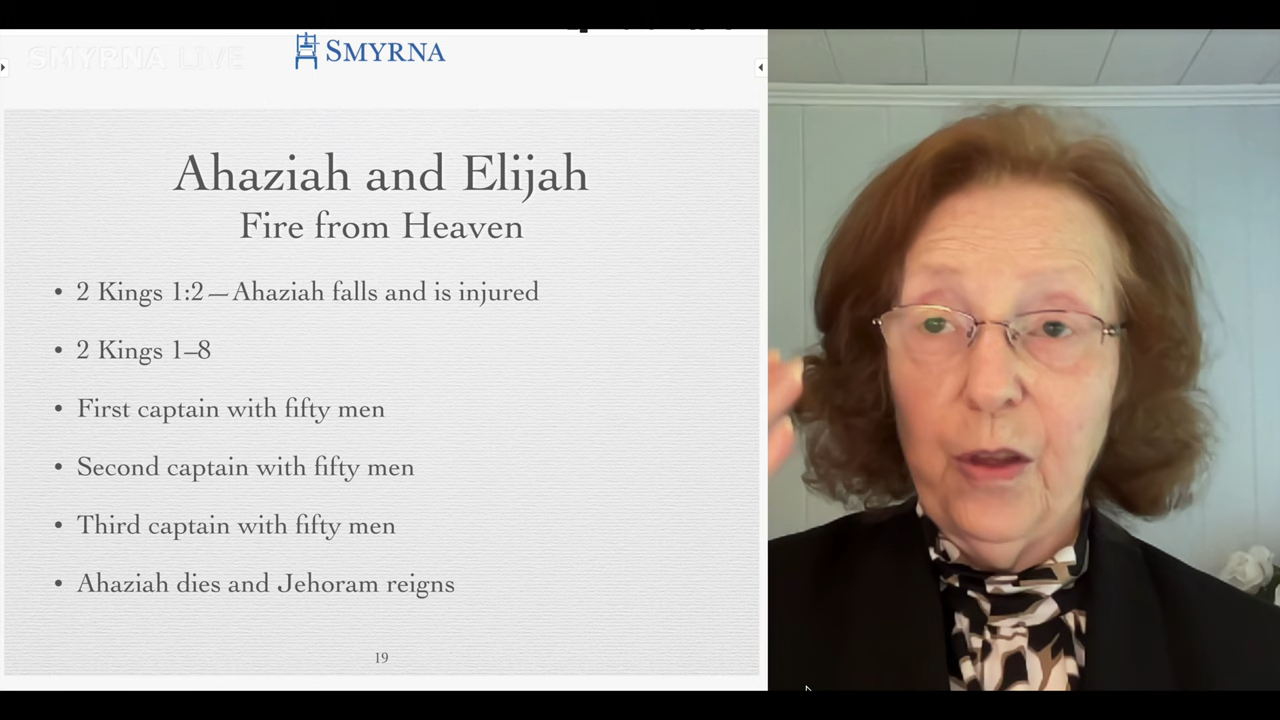 SMYRNA LIVE
SMYRNA
Ahaziah and Elijah
Fire from Heaven
• 2 Kings 1:2—Ahaziah falls and is injured
• 2 Kings 1–8
• First captain with fifty men
• Second captain with fifty men
• Third captain with fifty men
• Ahaziah dies and Jehoram reigns
19